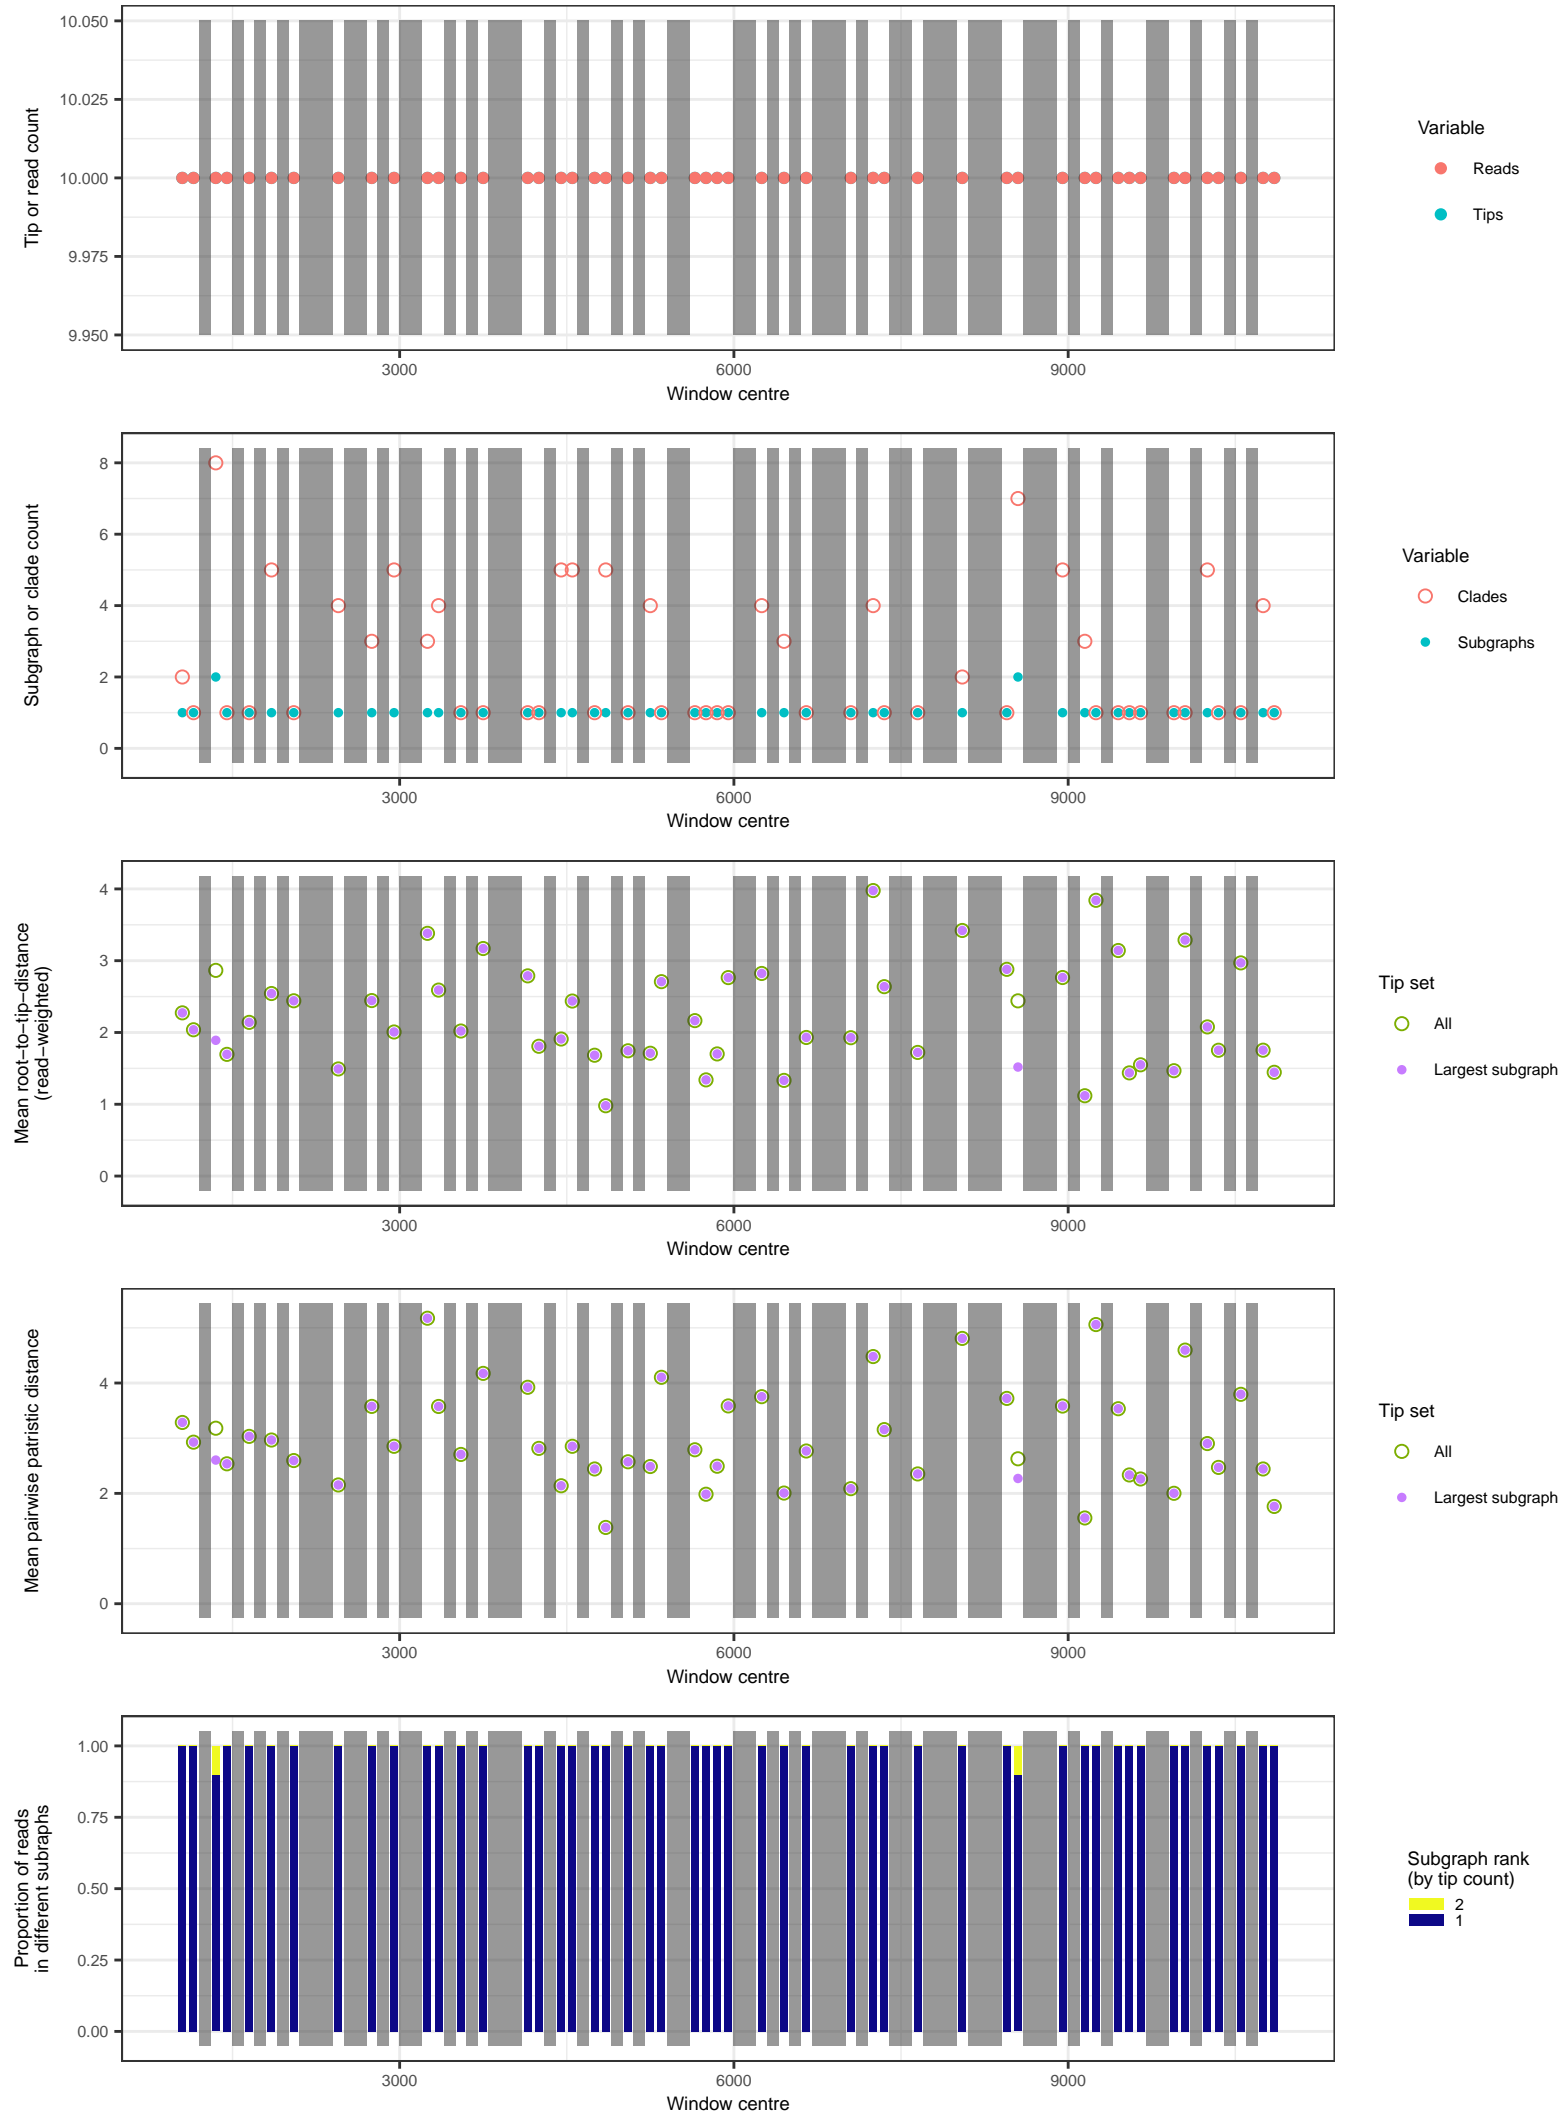 10.050
10.025
10.000
9.975
9.950
Tip or read count
3000
6000
9000
Window centre
Variable
Reads
Tips
8
6
4
2
0
Subgraph or clade count
3000
6000
9000
Window centre
Variable
Clades
Subgraphs
4
3
2
1
0
Mean root−to−tip−distance
(read−weighted)
3000
6000
9000
Window centre
Tip set
All
Largest subgraph
4
2
0
Mean pairwise patristic distance
3000
6000
9000
Window centre
Tip set
All
Largest subgraph
1.00
0.75
0.50
0.25
0.00
Proportion of reads
in different subraphs
3000
6000
9000
Window centre
Subgraph rank
(by tip count)
2
1